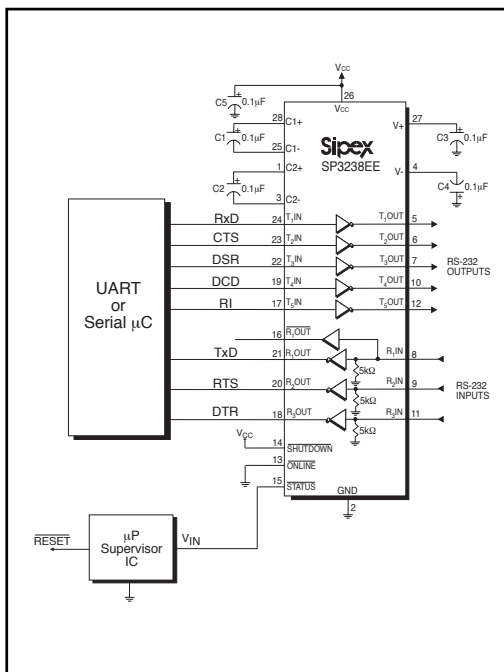 VCC
26
VCC
C5 + 0.1µF
28 C1+
C1 + 0.1µF
25 C1-
1 C2+
C2 + 0.1µF
3 C2-
Sipex
SP3238EE
V+ 27
C3 + 0.1µF
V- 4
C4 0.1µF +
UART
or
Serial µC
RxD 24 T1IN T1OUT 5
CTS 23 T2IN T2OUT 6
DSR 22 T3IN T3OUT 7
DCD 19 T4IN T4OUT 10
RI 17 T5IN T5OUT 12
RS-232
OUTPUTS
16 R1OUT
TxD 21 R1OUT R1IN 8
5kΩ
RTS 20 R2OUT R2IN 9
5kΩ
DTR 18 R3OUT R3IN 11
5kΩ
RS-232
INPUTS
VCC
14 SHUTDOWN
13 ONLINE
15 STATUS
GND
2
RESET
µP
Supervisor
IC
VIN